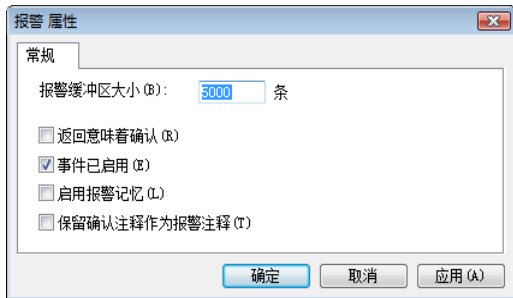 报警 属性
常规
报警缓冲区大小(B): 5000 条
返回意味着确认(R)
事件已启用(E)
启用报警记忆(L)
保留确认注释作为报警注释(T)
确定 取消 应用(A)